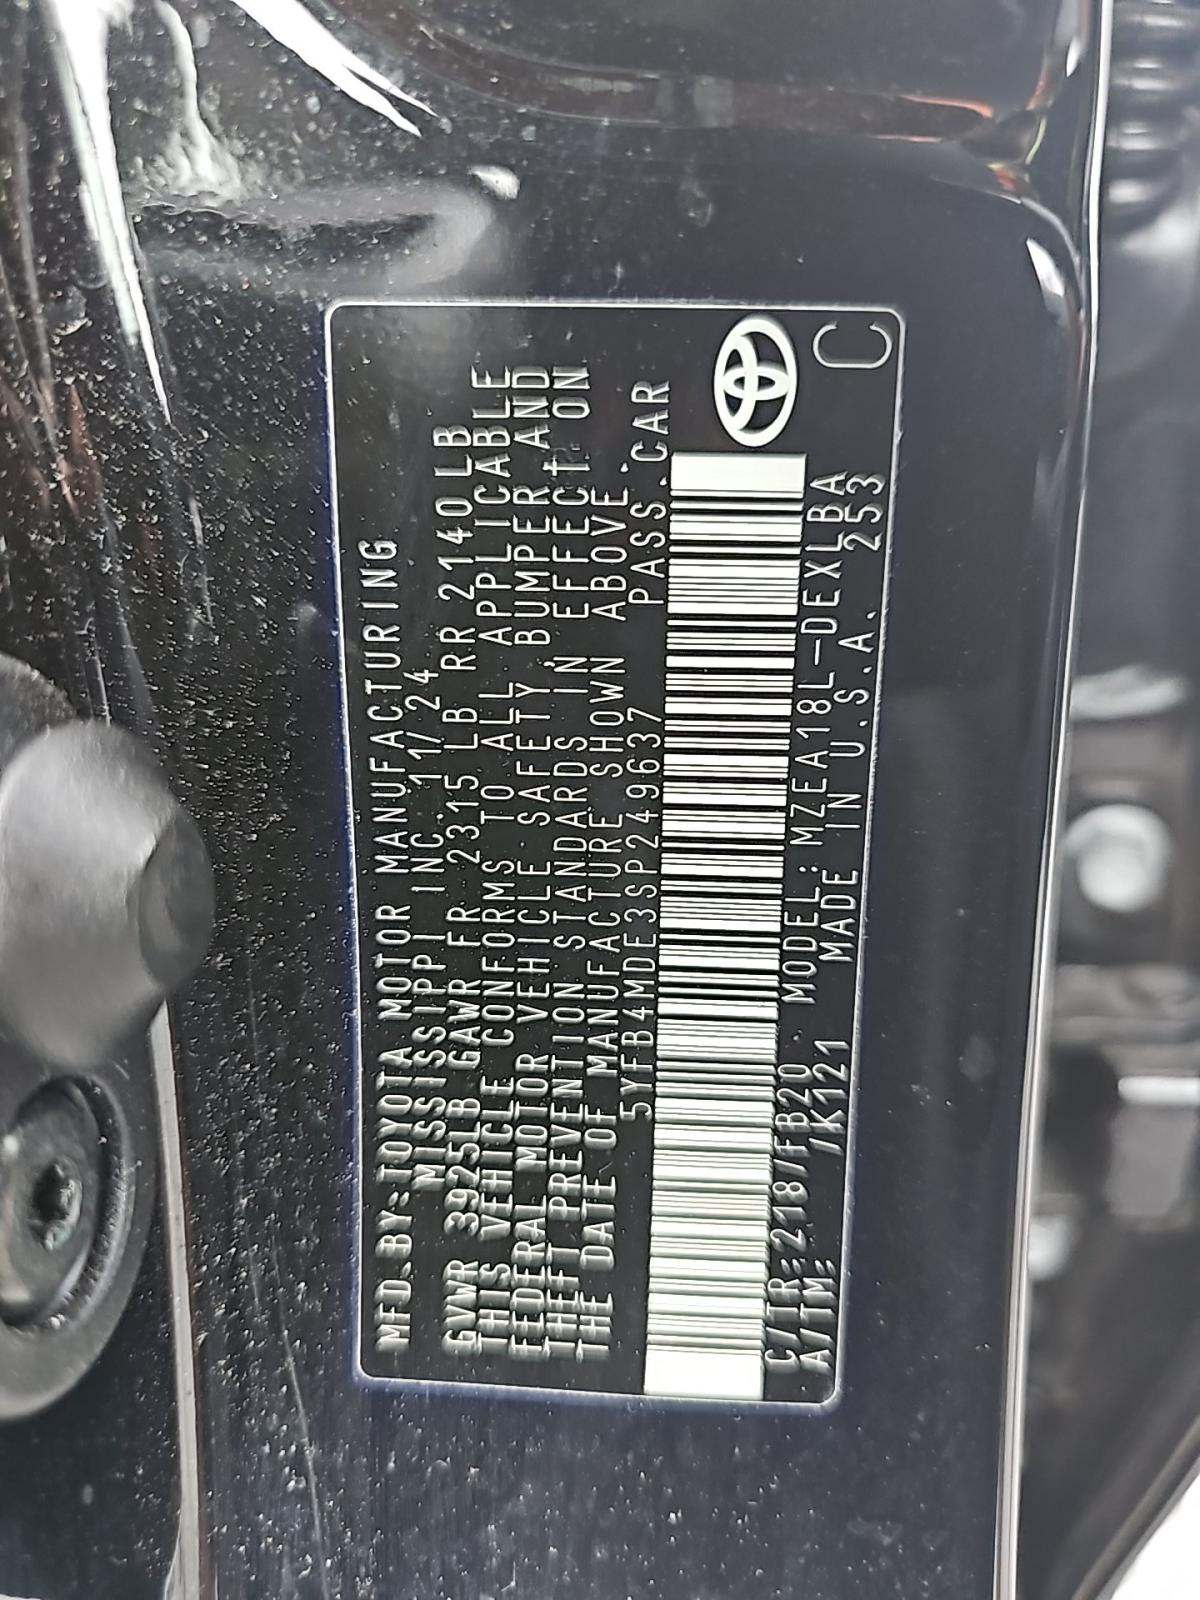 MFD.BY:TOYOTA MOTOR MANUFACTURING
MISSISSIPPI INC. 11/24
GVWR 3925LB GAWR FR 2315 LB RR 2140LB
THIS VEHICLE CONFORMS TO ALL APPLICABLE
FEDERAL MOTOR VEHICLE SAFETY, BUMPER AND
THEFT PREVENTION STANDARDS IN EFFECT ON
THE DATE OF MANUFACTURE SHOWN ABOVE.
5YFB4MDE3SP249637 PASS.CAR
C/TR:218/FB20 MODEL:MZEA18L-DEXLBA
A/TM: /K121 MADE IN U.S.A. 253
C